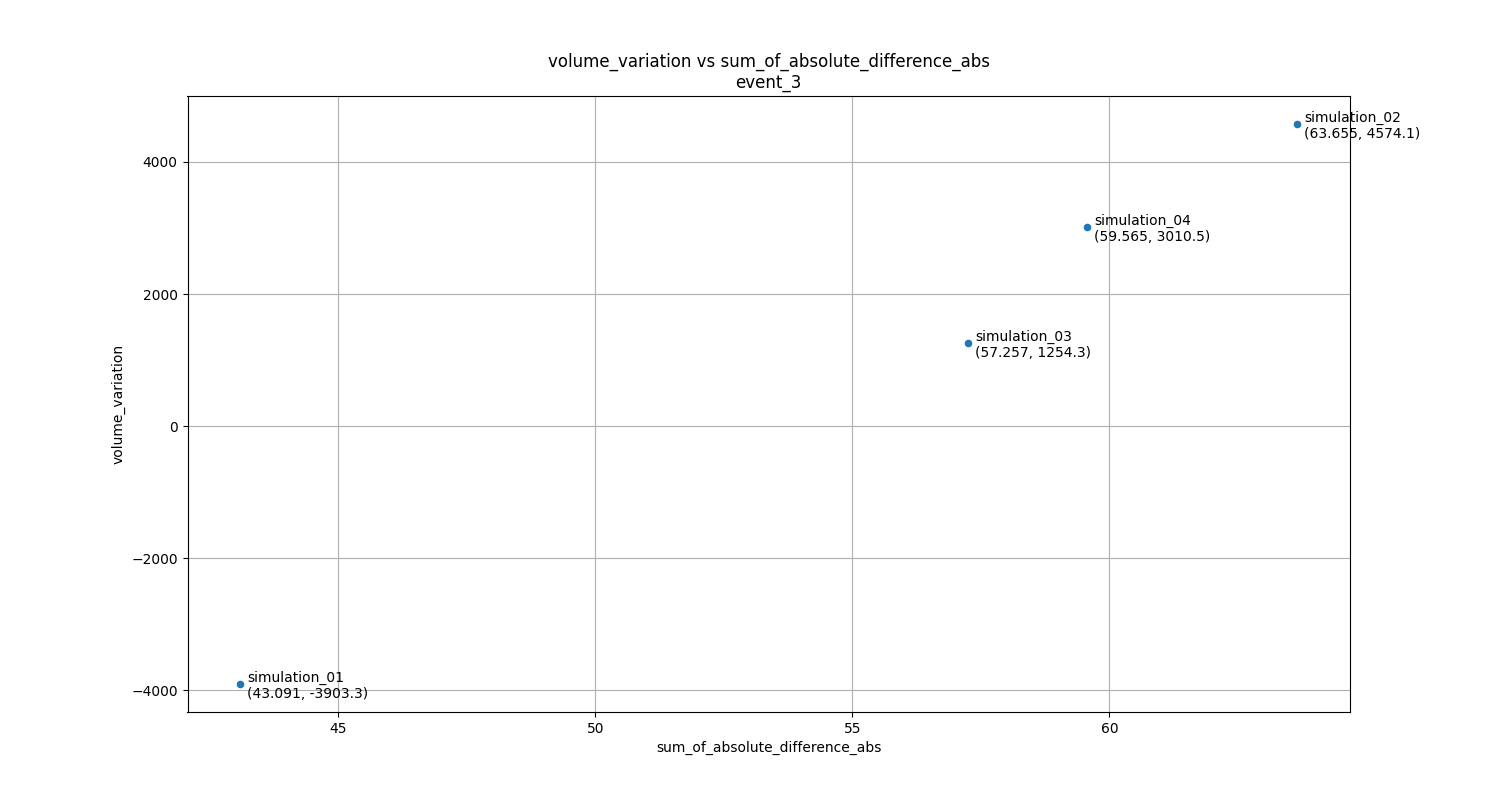 volume_variation vs sum_of_absolute_difference_abs
event_3
simulation_02
(63.655, 4574.1)
4000
simulation_04
(59.565, 3010.5)
2000
simulation_03
(57.257, 1254.3)
volume_variation
0
−2000
simulation_01
(43.091, -3903.3)
−4000
45
50
55
60
sum_of_absolute_difference_abs